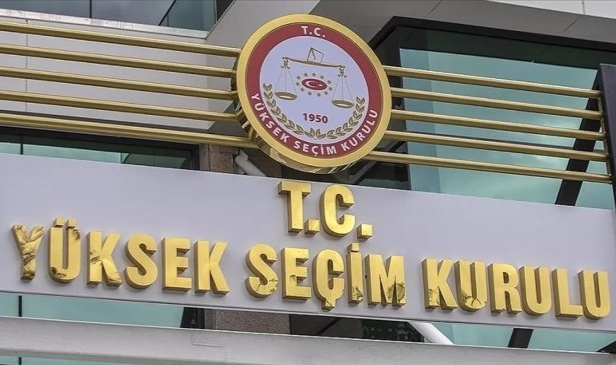 T.C.
YÜKSEK SEÇİM KURULU
1950
T.C.
YÜKSEK SEÇİM KURULU